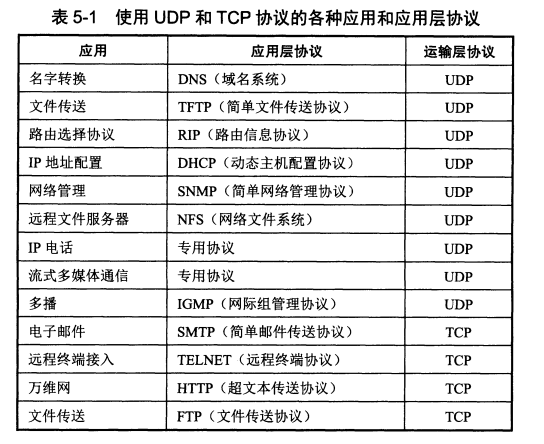 表 5-1 使用 UDP 和 TCP 协议的各种应用和应用层协议
应用 应用层协议 运输层协议
名字转换 DNS（域名系统） UDP
文件传送 TFTP（简单文件传送协议） UDP
路由选择协议 RIP（路由信息协议） UDP
IP 地址配置 DHCP（动态主机配置协议） UDP
网络管理 SNMP（简单网络管理协议） UDP
远程文件服务器 NFS（网络文件系统） UDP
IP 电话 专用协议 UDP
流式多媒体通信 专用协议 UDP
多播 IGMP（网际组管理协议） UDP
电子邮件 SMTP（简单邮件传送协议） TCP
远程终端接入 TELNET（远程终端协议） TCP
万维网 HTTP（超文本传送协议） TCP
文件传送 FTP（文件传送协议） TCP